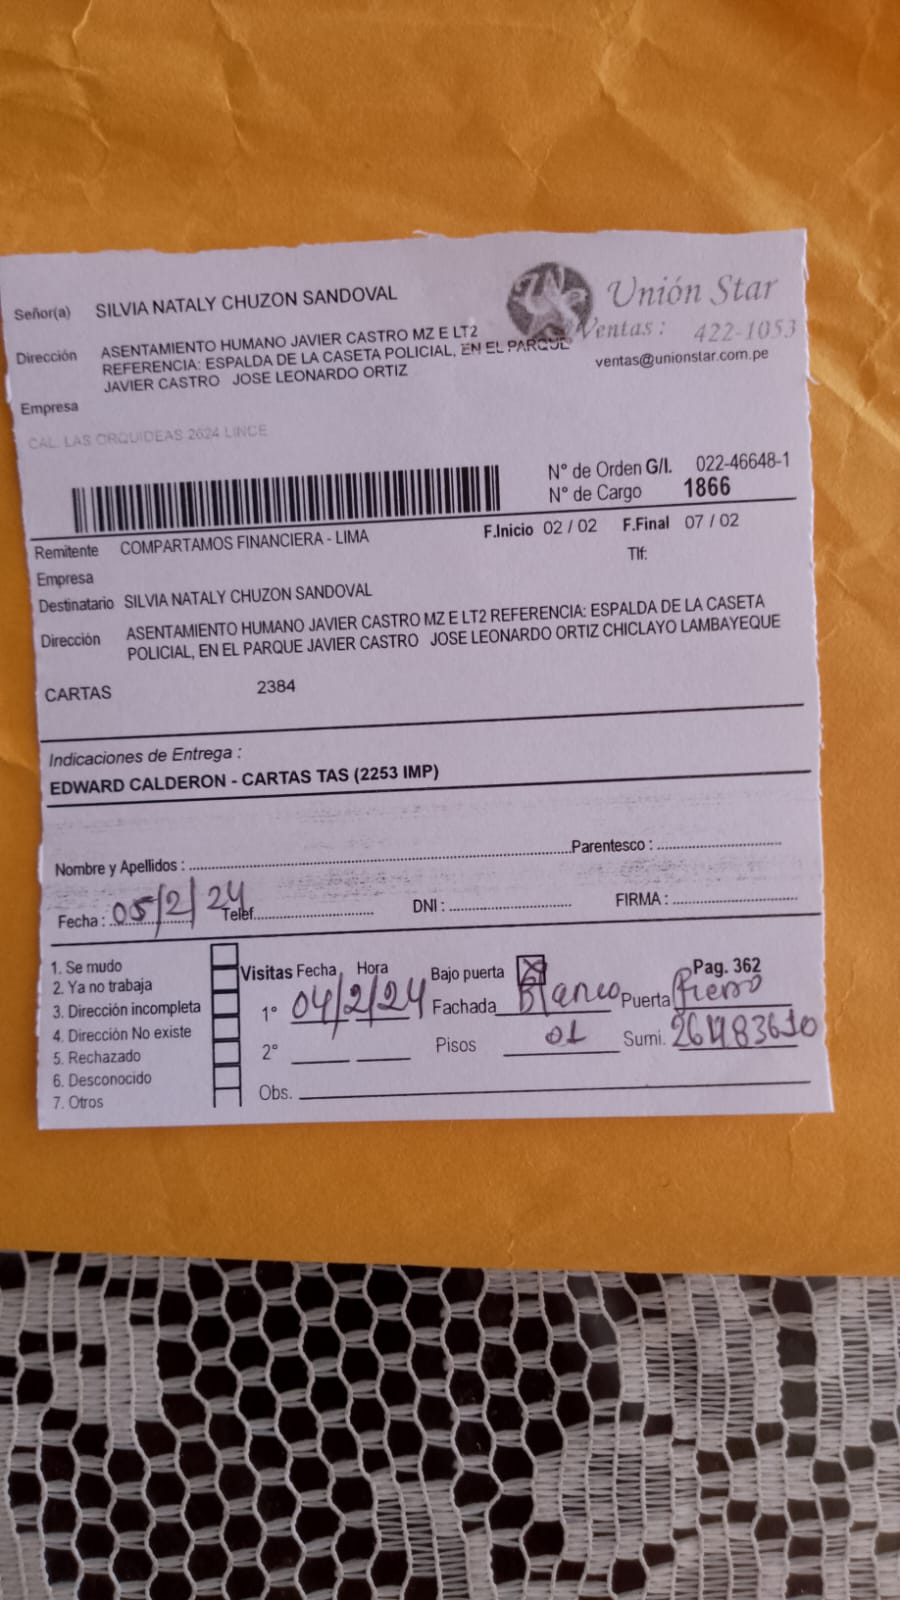 Señor(a) SILVIA NATALY CHUZON SANDOVAL
Unión Star
Ventas: 422-1053
ventas@unionstar.com.pe
Dirección ASENTAMIENTO HUMANO JAVIER CASTRO MZ E LT2
REFERENCIA: ESPALDA DE LA CASETA POLICIAL, EN EL PARQUE
JAVIER CASTRO JOSE LEONARDO ORTIZ
Empresa
CAL. LAS ORQUIDEAS 2624 LINCE
N° de Orden G/I. 022-46648-1
N° de Cargo 1866
Remitente COMPARTAMOS FINANCIERA - LIMA F.Inicio 02 / 02 F.Final 07 / 02
Empresa Tlf:
Destinatario SILVIA NATALY CHUZON SANDOVAL
Dirección ASENTAMIENTO HUMANO JAVIER CASTRO MZ E LT2 REFERENCIA: ESPALDA DE LA CASETA
POLICIAL, EN EL PARQUE JAVIER CASTRO JOSE LEONARDO ORTIZ CHICLAYO LAMBAYEQUE
CARTAS 2384
Indicaciones de Entrega :
EDWARD CALDERON - CARTAS TAS (2253 IMP)
Nombre y Apellidos : Parentesco :
Fecha : 05/2/24 Telef. DNI : FIRMA :
1. Se mudo
2. Ya no trabaja
3. Dirección incompleta
4. Dirección No existe
5. Rechazado
6. Desconocido
7. Otros
Visitas Fecha Hora Bajo puerta Pag. 362
1° 04/2/24 Fachada Blanco Puerta Fierro
2° Pisos 01 Sumi.
Obs.